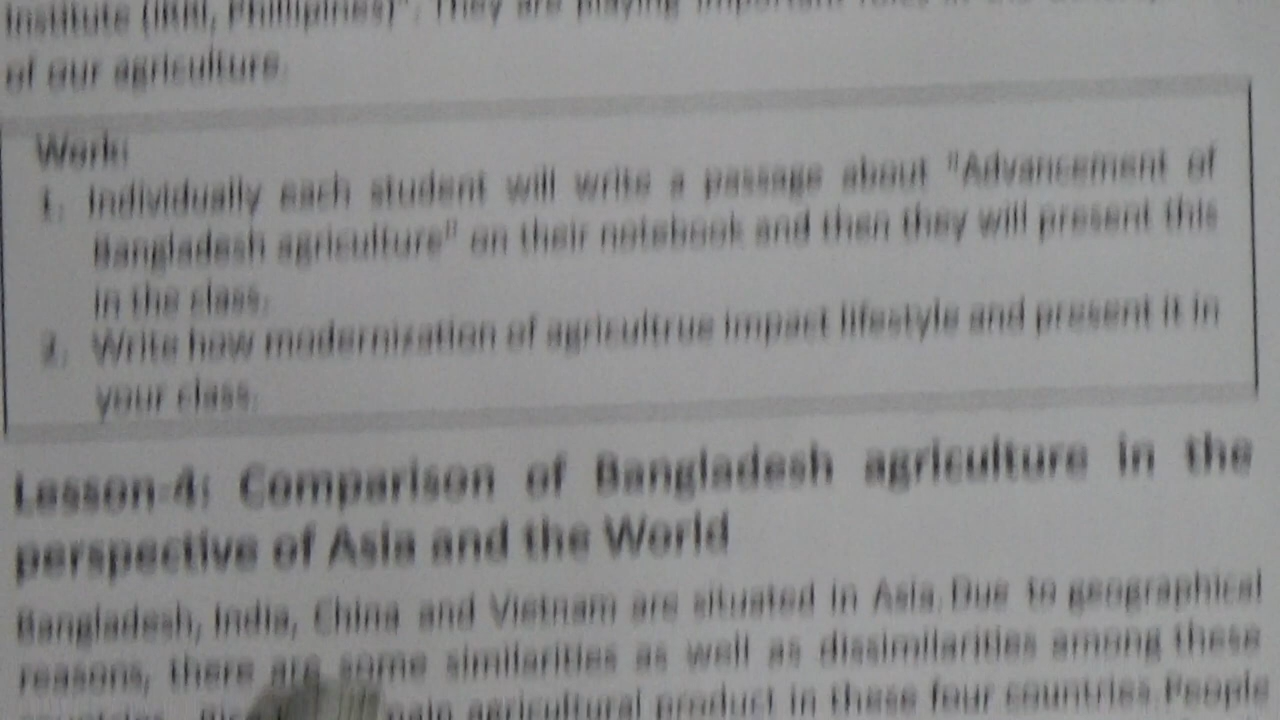 Institute (IRRI, Phillipines)". They are playing important roles in the
of our agriculture.
Work:
1. Individually each student will write a passage about "Advancement of
Bangladesh agriculture" on their notebook and then they will present this
in the class.
2. Write how modernization of agricultrue impact lifestyle and present it in
your class.
Lesson-4: Comparison of Bangladesh agriculture in the
perspective of Asia and the World
Bangladesh, India, China and Vietnam are situated in Asia. Due to geographical
reasons, there are some similarities as well as dissimilarities among these
agricultural product in these four countries. People